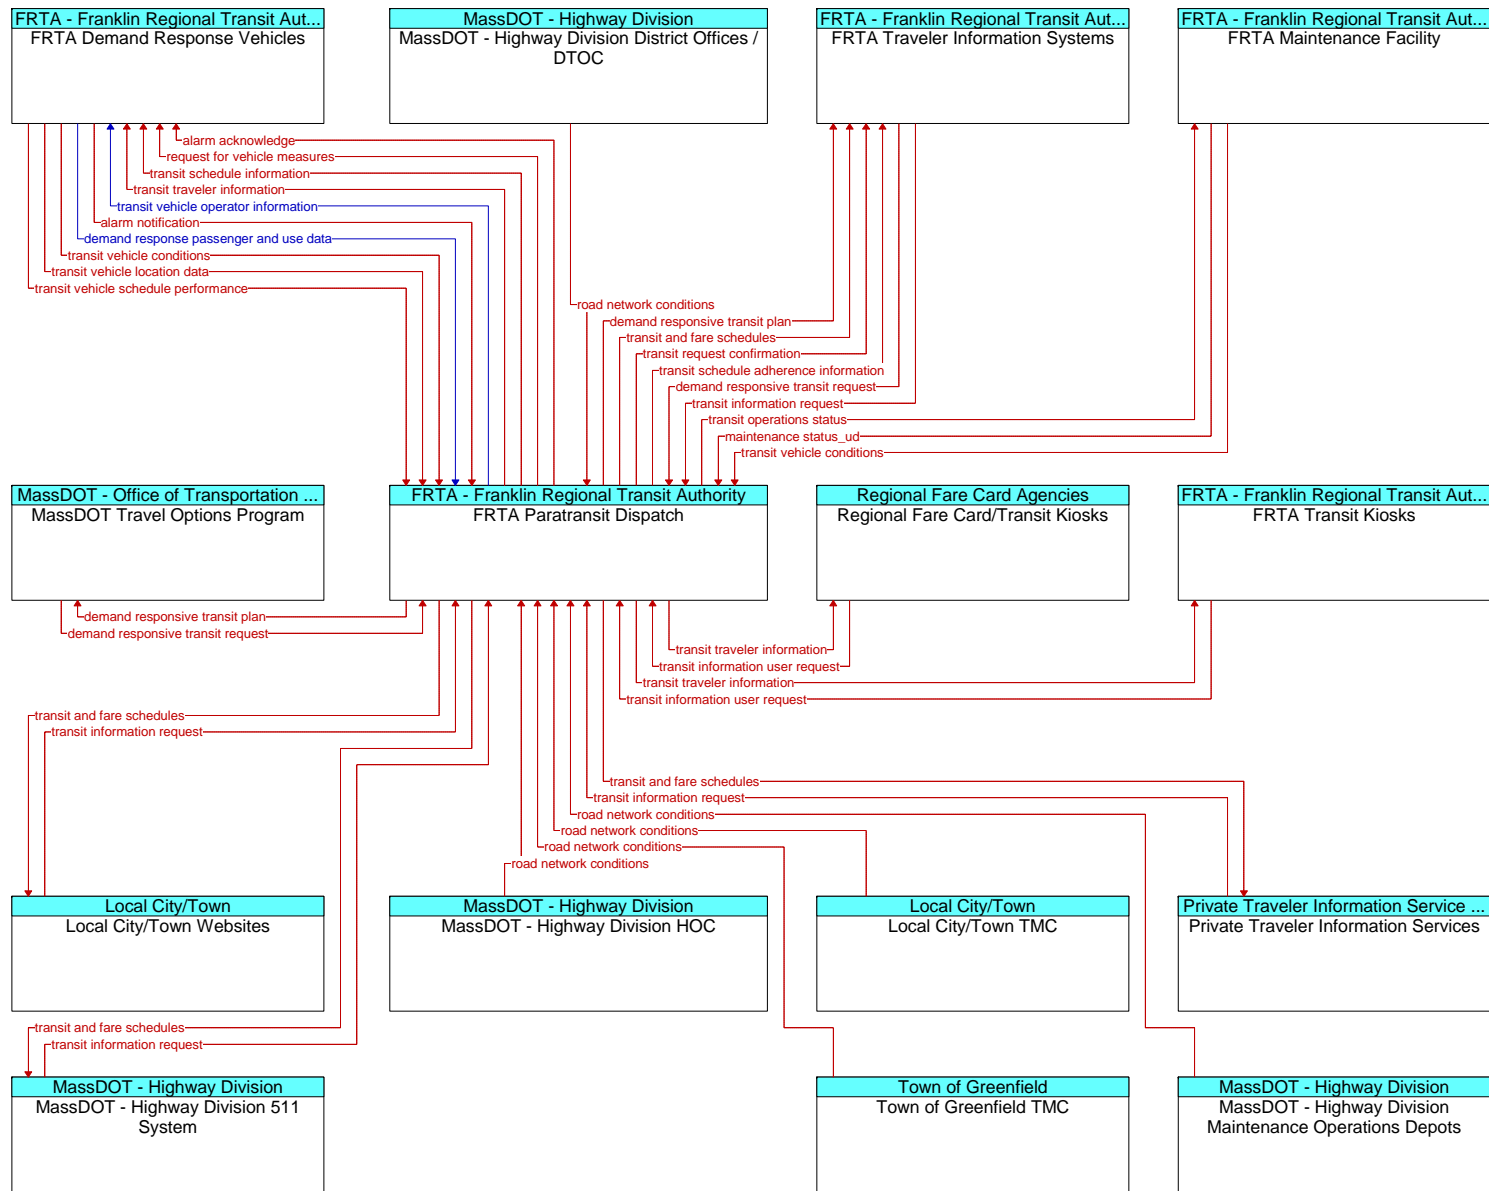 FRTA - Franklin Regional Transit Aut...
FRTA Demand Response Vehicles
MassDOT - Highway Division
MassDOT - Highway Division District Offices /
DTOC
FRTA - Franklin Regional Transit Aut...
FRTA Traveler Information Systems
FRTA - Franklin Regional Transit Aut...
FRTA Maintenance Facility
alarm acknowledge
request for vehicle measures
transit schedule information
transit traveler information
transit vehicle operator information
alarm notification
demand response passenger and use data
transit vehicle conditions
transit vehicle location data
transit vehicle schedule performance
road network conditions
demand responsive transit plan
transit and fare schedules
transit request confirmation
transit schedule adherence information
demand responsive transit request
transit information request
transit operations status
maintenance status_ud
transit vehicle conditions
MassDOT - Office of Transportation ...
MassDOT Travel Options Program
FRTA - Franklin Regional Transit Authority
FRTA Paratransit Dispatch
Regional Fare Card Agencies
Regional Fare Card/Transit Kiosks
FRTA - Franklin Regional Transit Aut...
FRTA Transit Kiosks
demand responsive transit plan
demand responsive transit request
transit traveler information
transit information user request
transit traveler information
transit information user request
transit and fare schedules
transit information request
transit and fare schedules
transit information request
road network conditions
road network conditions
road network conditions
road network conditions
Local City/Town
Local City/Town Websites
MassDOT - Highway Division
MassDOT - Highway Division HOC
Local City/Town
Local City/Town TMC
Private Traveler Information Service ...
Private Traveler Information Services
transit and fare schedules
transit information request
MassDOT - Highway Division
MassDOT - Highway Division 511
System
Town of Greenfield
Town of Greenfield TMC
MassDOT - Highway Division
MassDOT - Highway Division
Maintenance Operations Depots